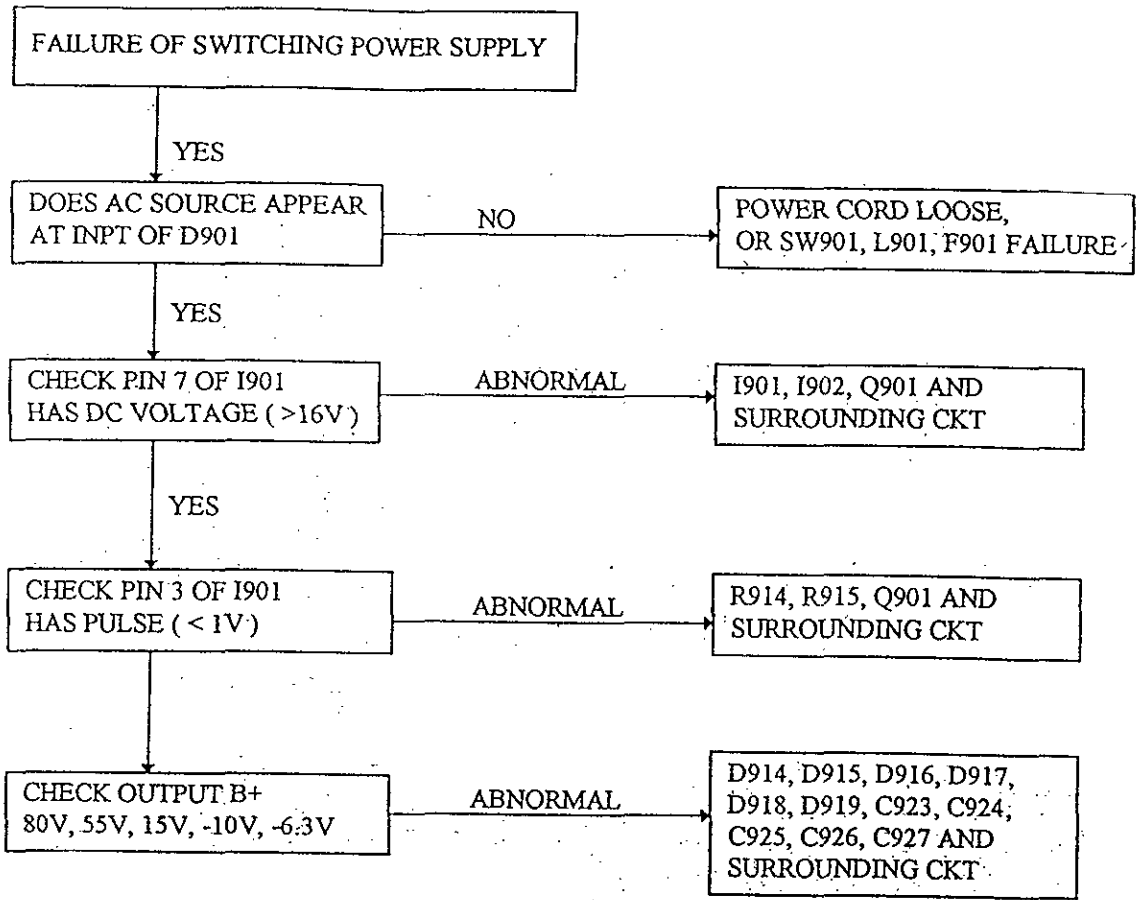 FAILURE OF SWITCHING POWER SUPPLY
YES
DOES AC SOURCE APPEAR
AT INPT OF D901
NO
POWER CORD LOOSE,
OR SW901, L901, F901 FAILURE
YES
CHECK PIN 7 OF I901
HAS DC VOLTAGE ( >16V )
ABNORMAL
I901, I902, Q901 AND
SURROUNDING CKT
YES
CHECK PIN 3 OF I901
HAS PULSE ( < 1V )
ABNORMAL
R914, R915, Q901 AND
SURROUNDING CKT
CHECK OUTPUT B+
80V, 55V, 15V, -10V, -6.3V
ABNORMAL
D914, D915, D916, D917,
D918, D919, C923, C924,
C925, C926, C927 AND
SURROUNDING CKT